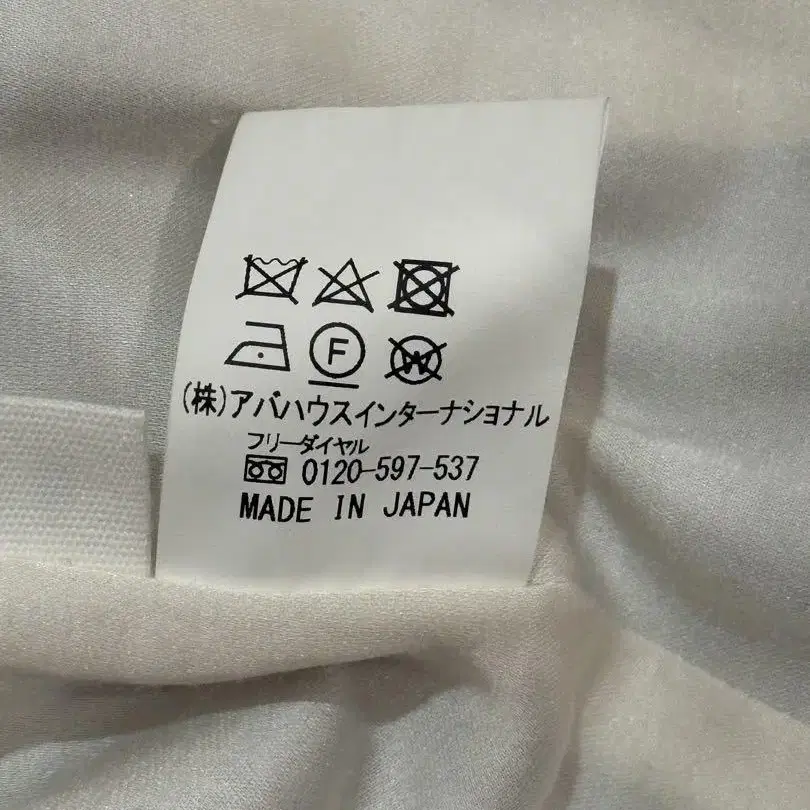 F W
(株)アバハウスインターナショナル
フリーダイヤル
0120-597-537
MADE IN JAPAN